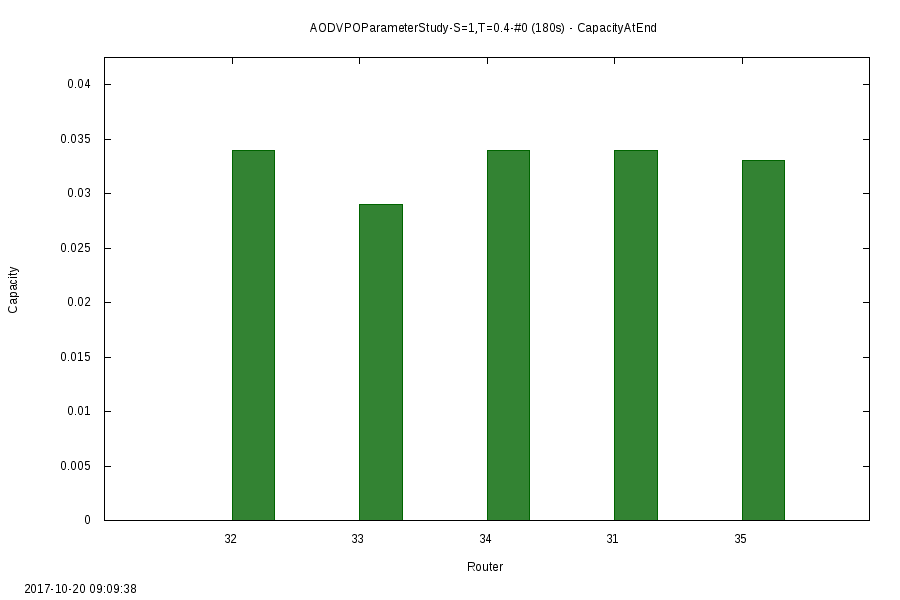 AODVPOParameterStudy-S=1,T=0.4-#0 (180s) - CapacityAtEnd
0.04
0.035
0.03
0.025
0.02
0.015
0.01
0.005
0
Capacity
32 33 34 31 35
Router
2017-10-20 09:09:38